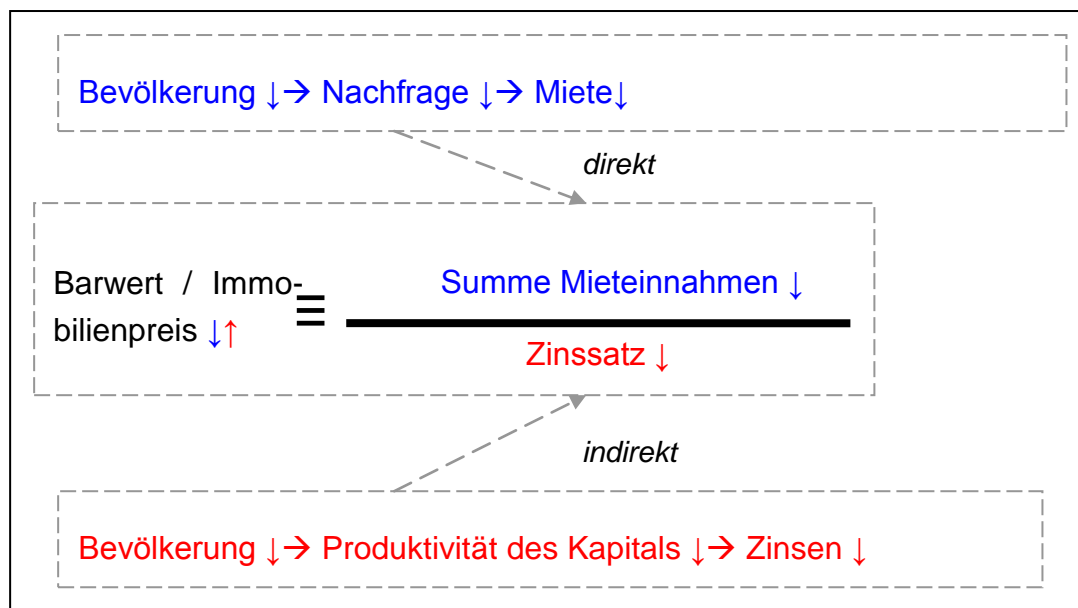 Bevölkerung ↓→ Nachfrage ↓→ Miete↓
direkt
Barwert / Immo-
bilienpreis ↓↑
≡
Summe Mieteinnahmen ↓
Zinssatz ↓
indirekt
Bevölkerung ↓→ Produktivität des Kapitals ↓→ Zinsen ↓